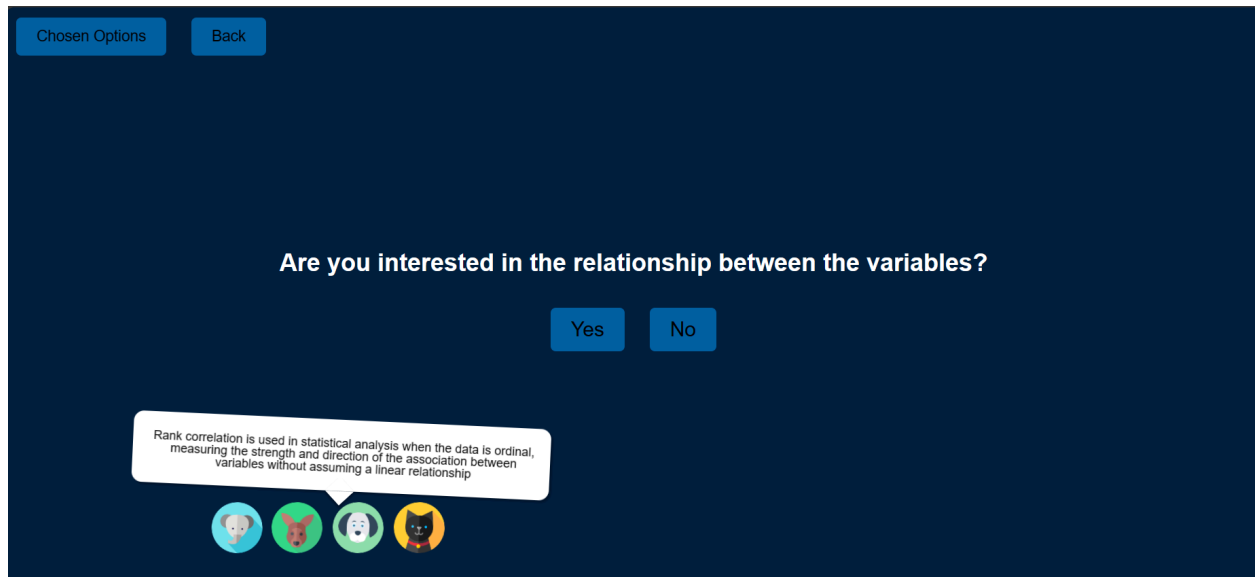 Chosen Options
Back
Are you interested in the relationship between the variables?
Yes
No
Rank correlation is used in statistical analysis when the data is ordinal,
measuring the strength and direction of the association between
variables without assuming a linear relationship